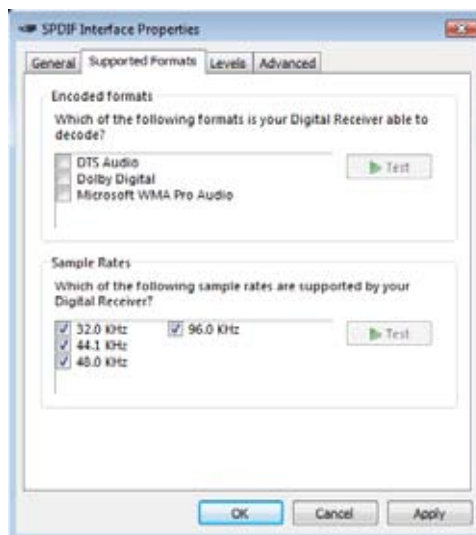 SPDIF Interface Properties
General Supported Formats Levels Advanced
Encoded formats
Which of the following formats is your Digital Receiver able to
decode?
DTS Audio
Dolby Digital
Microsoft WMA Pro Audio
Test
Sample Rates
Which of the following sample rates are supported by your
Digital Receiver?
32.0 KHz 96.0 KHz
44.1 KHz
48.0 KHz
Test
OK Cancel Apply